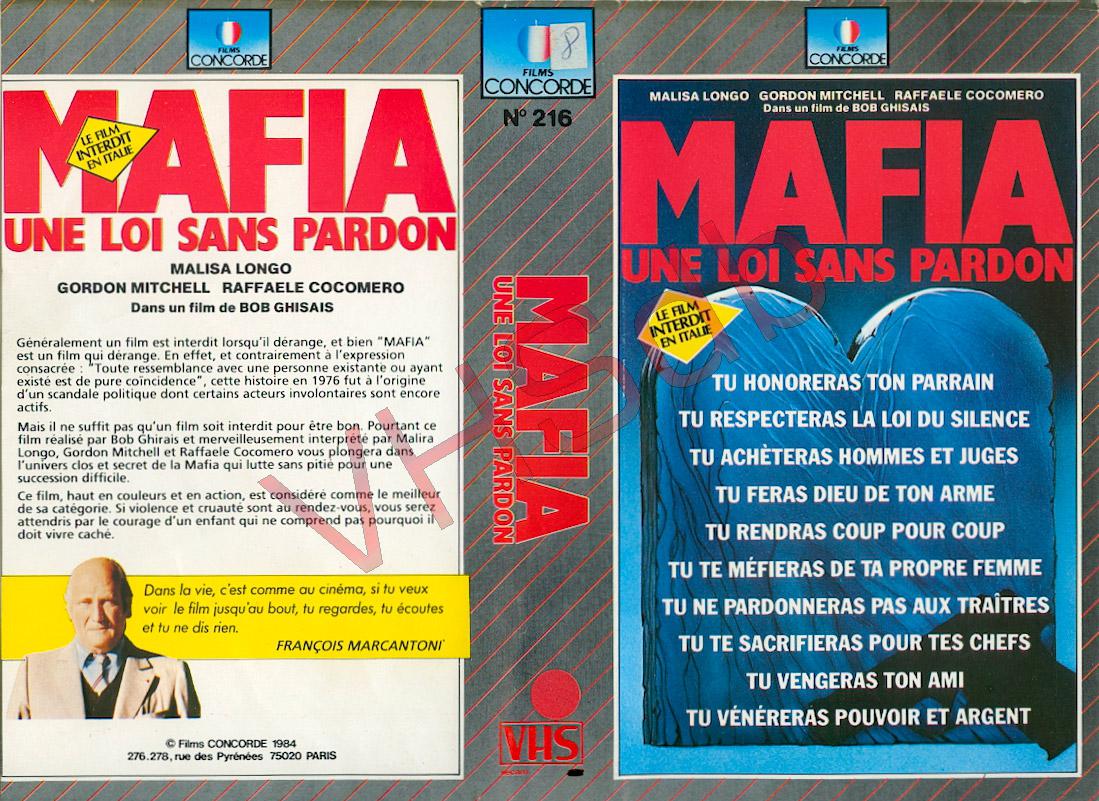 FILMS
CONCORDE
MAFIA
LE FILM
INTERDIT
EN ITALIE
UNE LOI SANS PARDON
MALISA LONGO
GORDON MITCHELL RAFFAELE COCOMERO
Dans un film de BOB GHISAIS
Généralement un film est interdit lorsqu'il dérange, et bien "MAFIA"
est un film qui dérange. En effet, et contrairement à l'expression
consacrée : "Toute ressemblance avec une personne existante ou ayant
existé est de pure coïncidence", cette histoire en 1976 fut à l'origine
d'un scandale politique dont certains acteurs involontaires sont encore
actifs.
Mais il ne suffit pas qu'un film soit interdit pour être bon. Pourtant ce
film réalisé par Bob Ghirais et merveilleusement interprété par Malira
Longo, Gordon Mitchell et Raffaele Cocomero vous plongera dans
l'univers clos et secret de la Mafia qui lutte sans pitié pour une
succession difficile.
Ce film, haut en couleurs et en action, est considéré comme le meilleur
de sa catégorie. Si violence et cruauté sont au rendez-vous, vous serez
attendris par le courage d'un enfant qui ne comprend pas pourquoi il
doit vivre caché.
Dans la vie, c'est comme au cinéma, si tu veux
voir le film jusqu'au bout, tu regardes, tu écoutes
et tu ne dis rien.
FRANÇOIS MARCANTONI
© Films CONCORDE 1984
276.278, rue des Pyrénées 75020 PARIS
8
FILMS
CONCORDE
N° 216
MAFIA
UNE LOI SANS PARDON
VHS
secam
FILMS
CONCORDE
MALISA LONGO GORDON MITCHELL RAFFAELE COCOMERO
Dans un film de BOB GHISAIS
MAFIA
UNE LOI SANS PARDON
LE FILM
INTERDIT
EN ITALIE
TU HONORERAS TON PARRAIN
TU RESPECTERAS LA LOI DU SILENCE
TU ACHÈTERAS HOMMES ET JUGES
TU FERAS DIEU DE TON ARME
TU RENDRAS COUP POUR COUP
TU TE MÉFIERAS DE TA PROPRE FEMME
TU NE PARDONNERAS PAS AUX TRAÎTRES
TU TE SACRIFIERAS POUR TES CHEFS
TU VENGERAS TON AMI
TU VÉNÉRERAS POUVOIR ET ARGENT